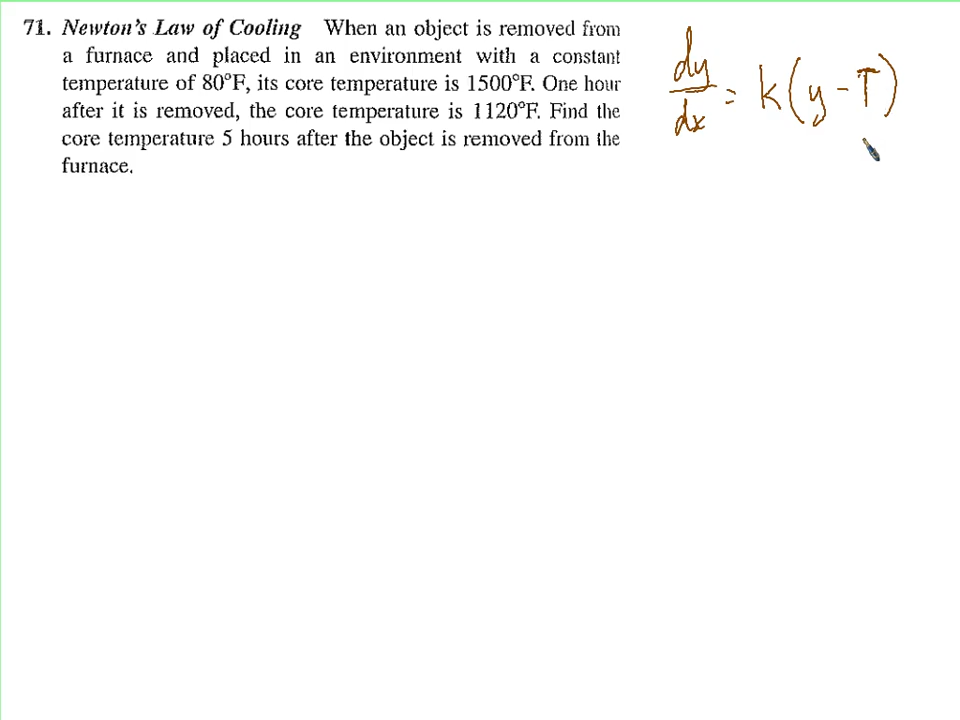 71. Newton's Law of Cooling When an object is removed from
a furnace and placed in an environment with a constant
temperature of 80°F, its core temperature is 1500°F. One hour
after it is removed, the core temperature is 1120°F. Find the
core temperature 5 hours after the object is removed from the
furnace.
dy/dx = k(y-T)